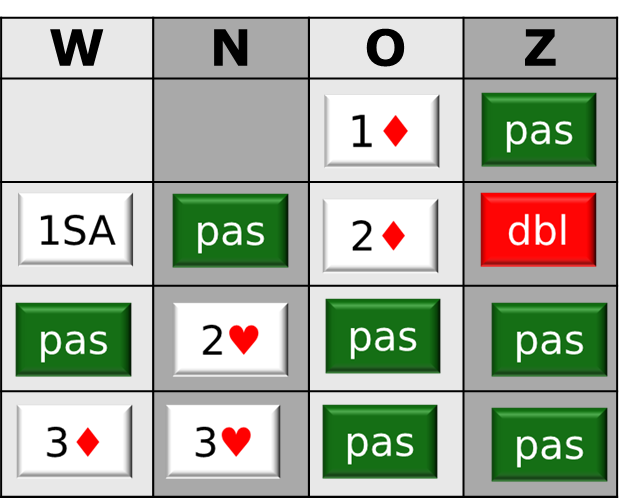 W N O Z
1♦ pas
1SA pas 2♦ dbl
pas 2♥ pas pas
3♦ 3♥ pas pas